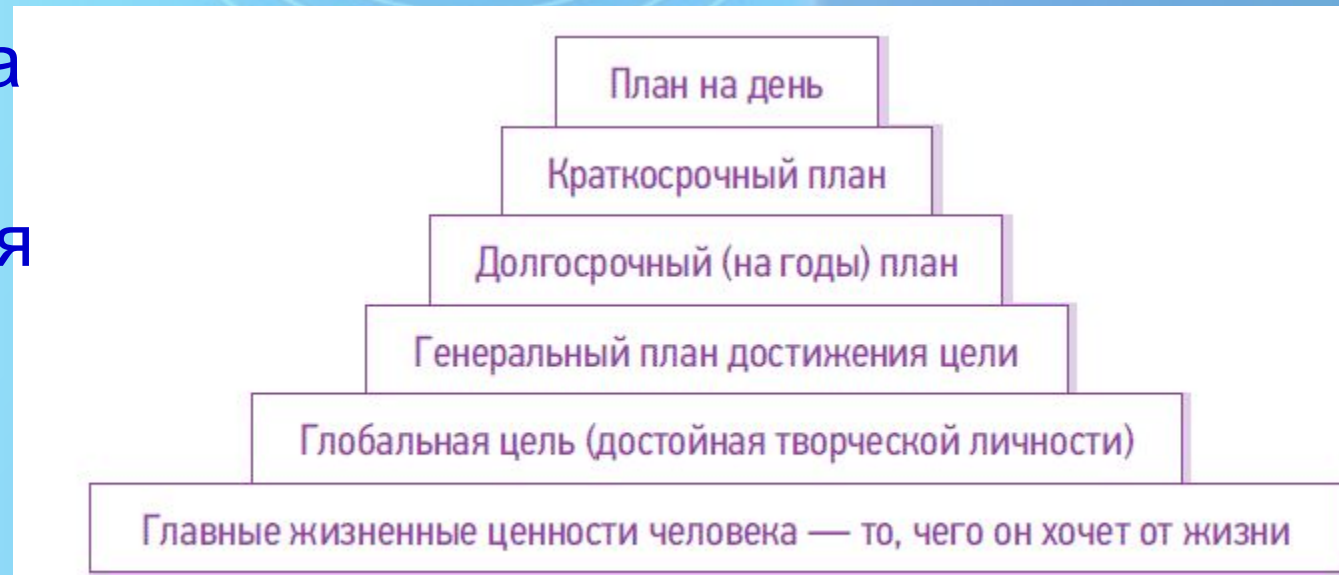 а
я
План на день
Краткосрочный план
Долгосрочный (на годы) план
Генеральный план достижения цели
Глобальная цель (достойная творческой личности)
Главные жизненные ценности человека — то, чего он хочет от жизни